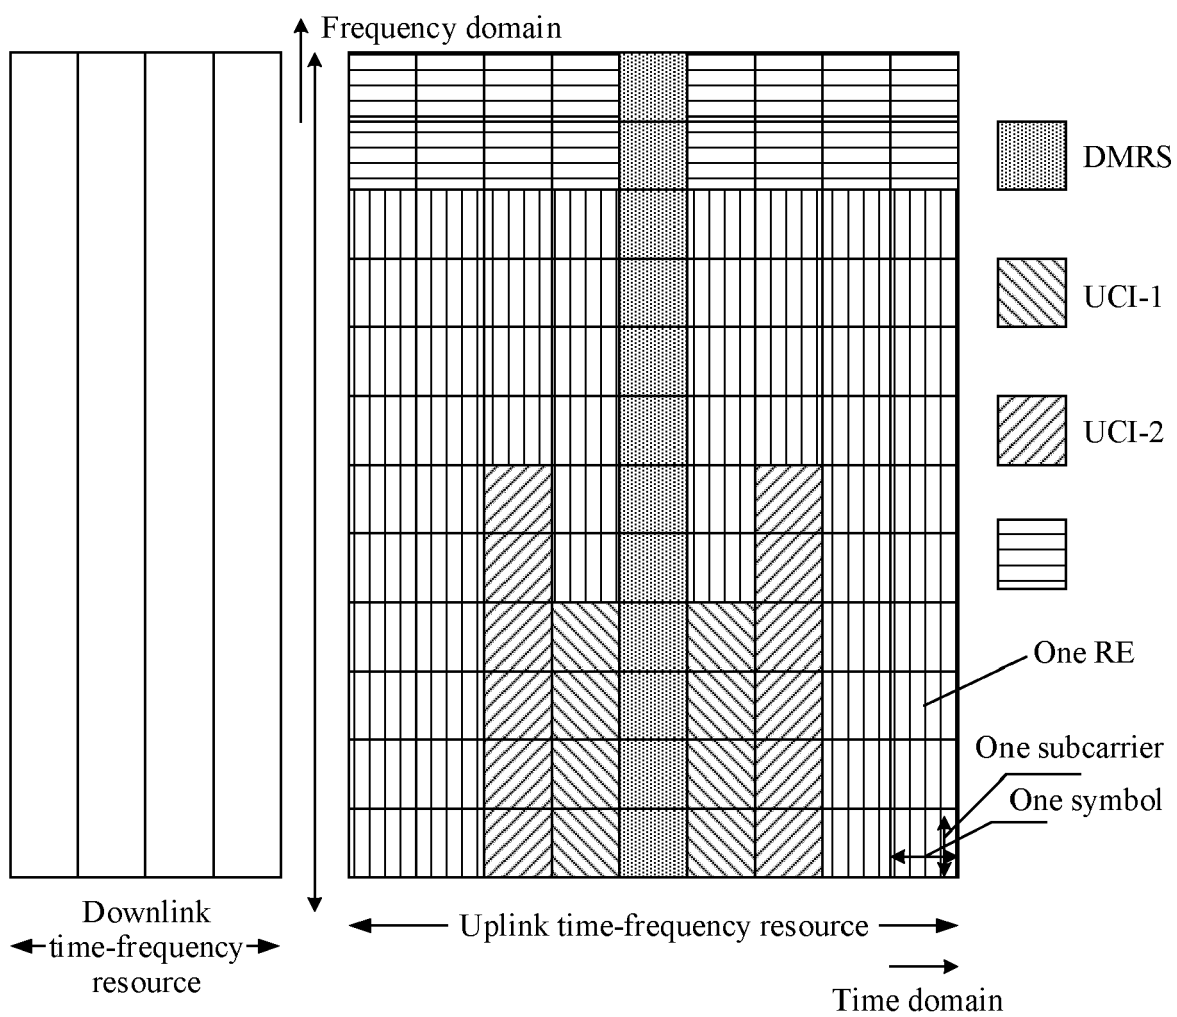 Frequency domain
DMRS
UCI-1
UCI-2
One RE
One subcarrier
One symbol
Downlink
time-frequency
resource
Uplink time-frequency resource
Time domain